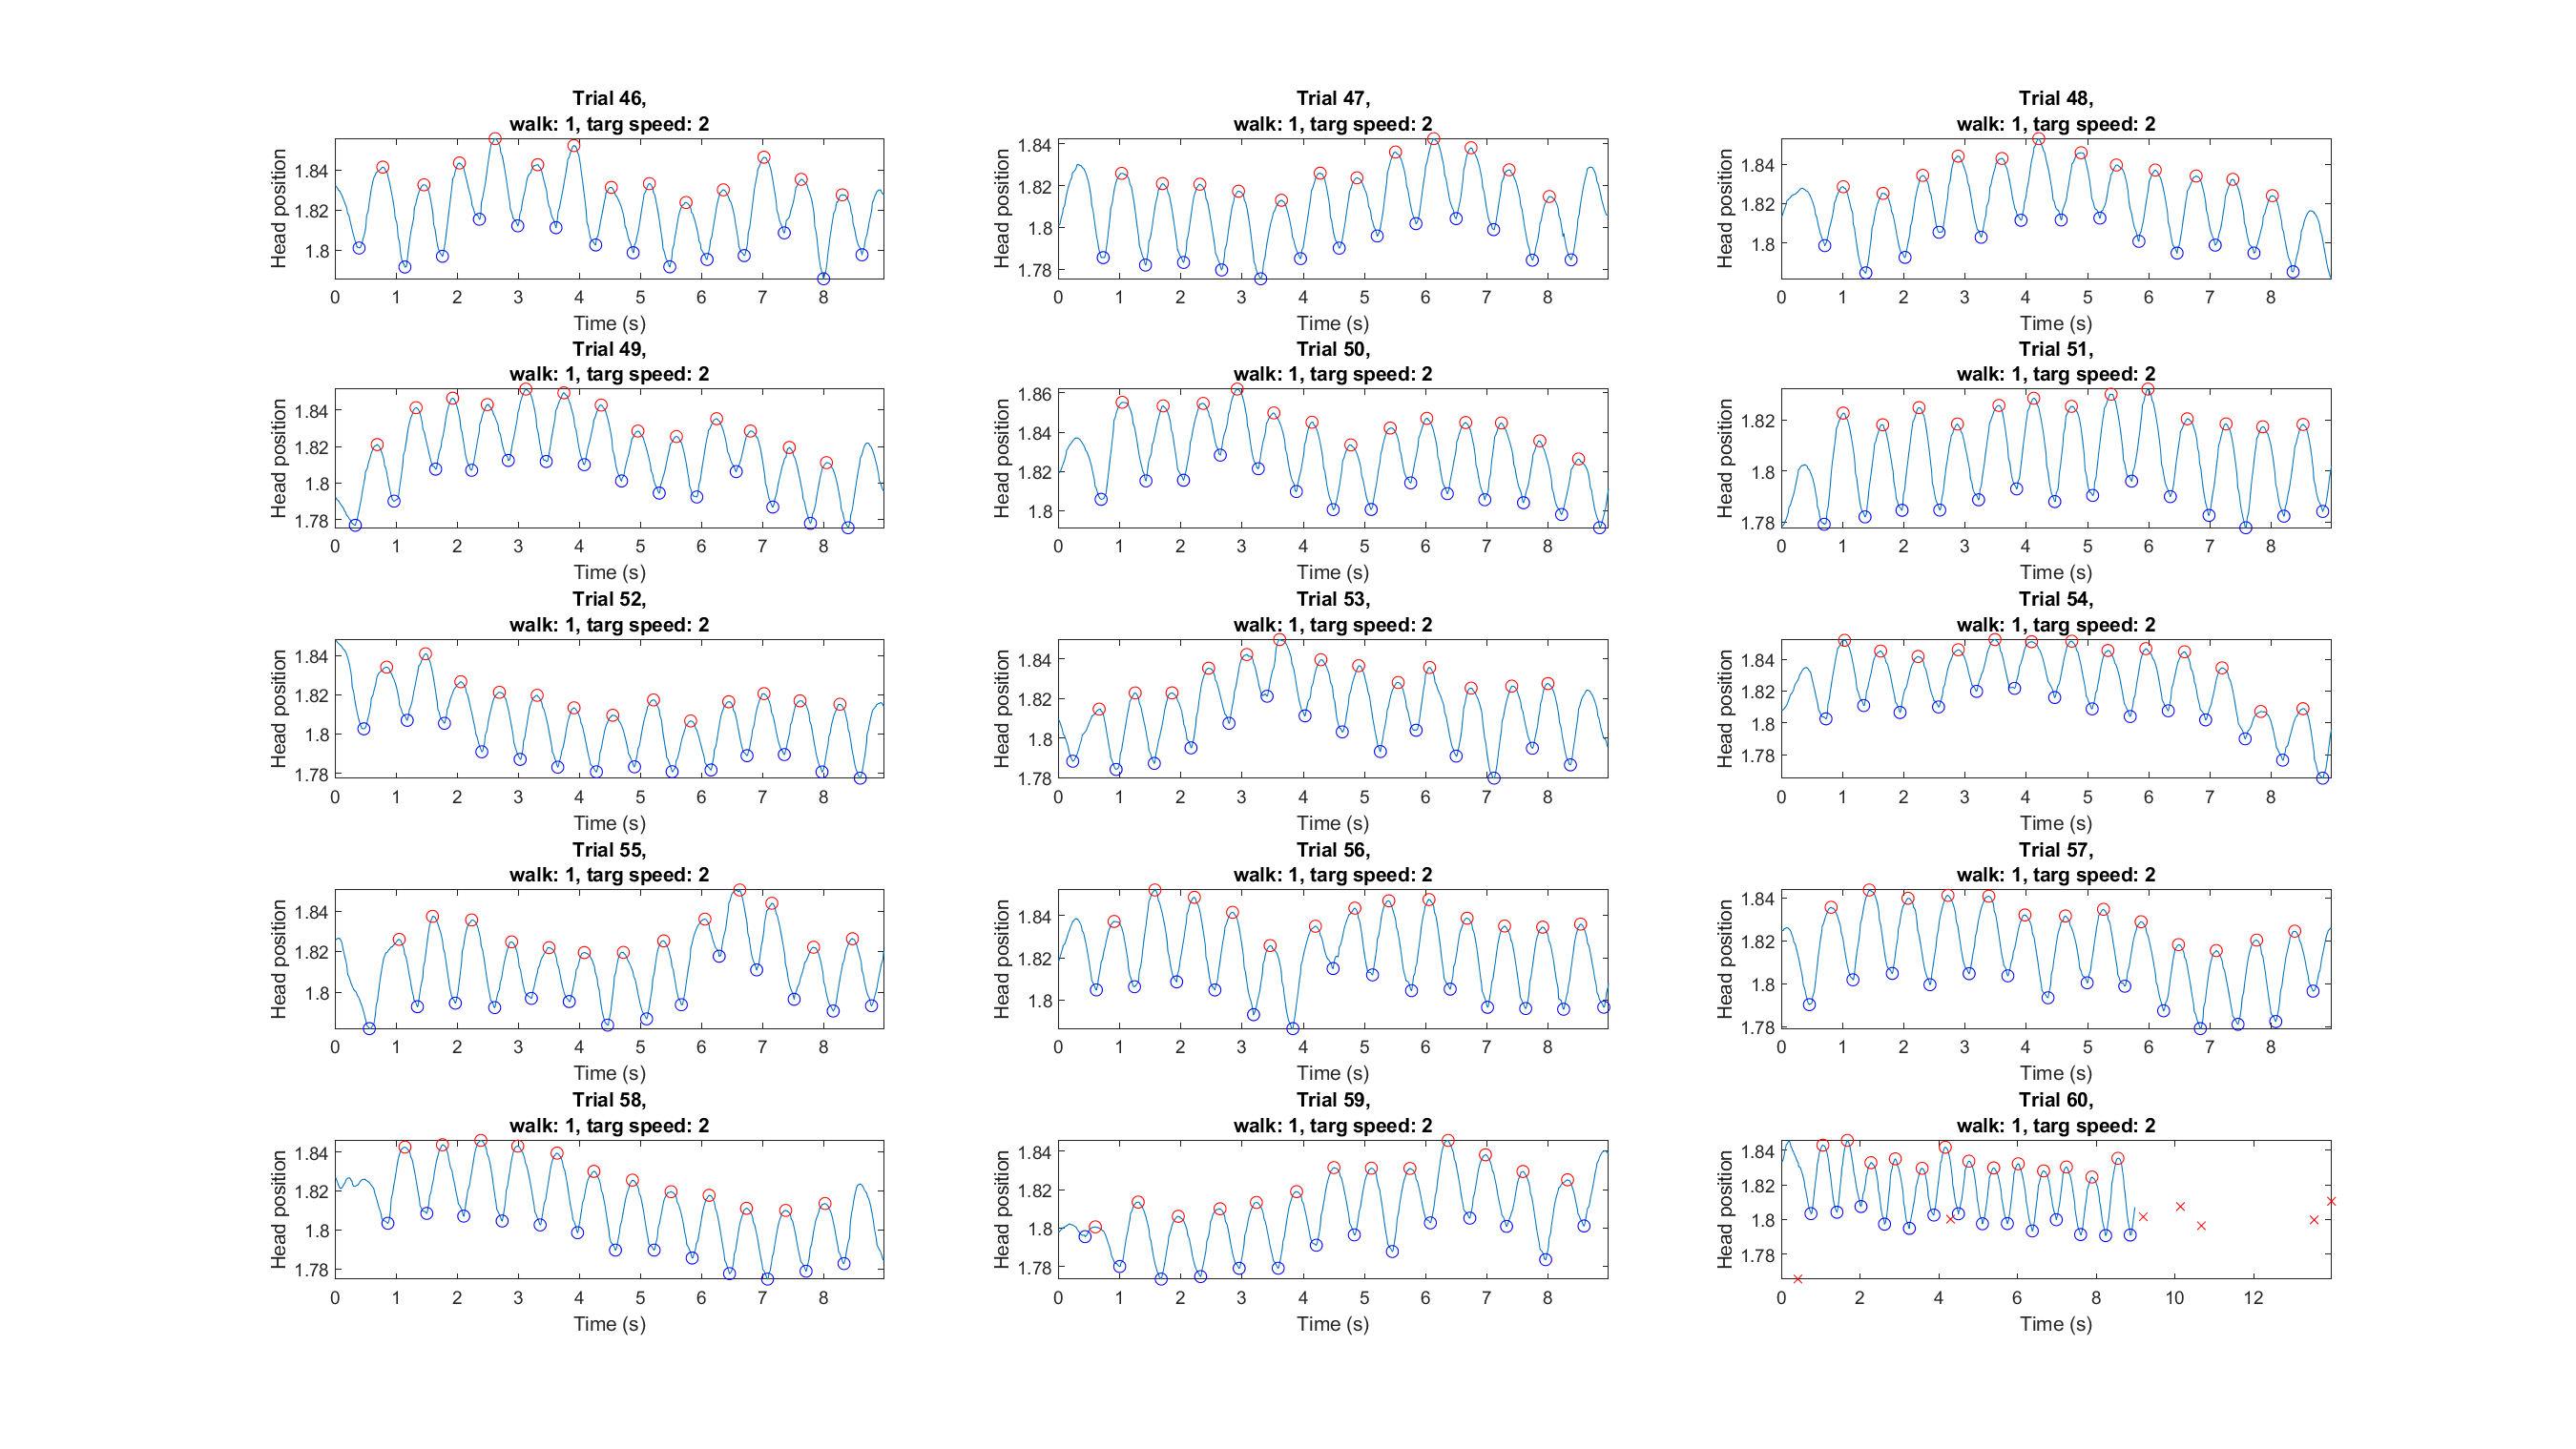 Trial 46,
walk: 1, targ speed: 2
Head position
1.84
1.82
1.8
0 1 2 3 4 5 6 7 8
Time (s)
Trial 47,
walk: 1, targ speed: 2
Head position
1.84
1.82
1.8
1.78
0 1 2 3 4 5 6 7 8
Time (s)
Trial 48,
walk: 1, targ speed: 2
Head position
1.84
1.82
1.8
0 1 2 3 4 5 6 7 8
Time (s)
Trial 49,
walk: 1, targ speed: 2
Head position
1.84
1.82
1.8
1.78
0 1 2 3 4 5 6 7 8
Time (s)
Trial 50,
walk: 1, targ speed: 2
Head position
1.86
1.84
1.82
1.8
0 1 2 3 4 5 6 7 8
Time (s)
Trial 51,
walk: 1, targ speed: 2
Head position
1.82
1.8
1.78
0 1 2 3 4 5 6 7 8
Time (s)
Trial 52,
walk: 1, targ speed: 2
Head position
1.84
1.82
1.8
1.78
0 1 2 3 4 5 6 7 8
Time (s)
Trial 53,
walk: 1, targ speed: 2
Head position
1.84
1.82
1.8
1.78
0 1 2 3 4 5 6 7 8
Time (s)
Trial 54,
walk: 1, targ speed: 2
Head position
1.84
1.82
1.8
1.78
0 1 2 3 4 5 6 7 8
Time (s)
Trial 55,
walk: 1, targ speed: 2
Head position
1.84
1.82
1.8
0 1 2 3 4 5 6 7 8
Time (s)
Trial 56,
walk: 1, targ speed: 2
Head position
1.84
1.82
1.8
0 1 2 3 4 5 6 7 8
Time (s)
Trial 57,
walk: 1, targ speed: 2
Head position
1.84
1.82
1.8
1.78
0 1 2 3 4 5 6 7 8
Time (s)
Trial 58,
walk: 1, targ speed: 2
Head position
1.84
1.82
1.8
1.78
0 1 2 3 4 5 6 7 8
Time (s)
Trial 59,
walk: 1, targ speed: 2
Head position
1.84
1.82
1.8
1.78
0 1 2 3 4 5 6 7 8
Time (s)
Trial 60,
walk: 1, targ speed: 2
Head position
1.84
1.82
1.8
1.78
0 2 4 6 8 10 12
Time (s)